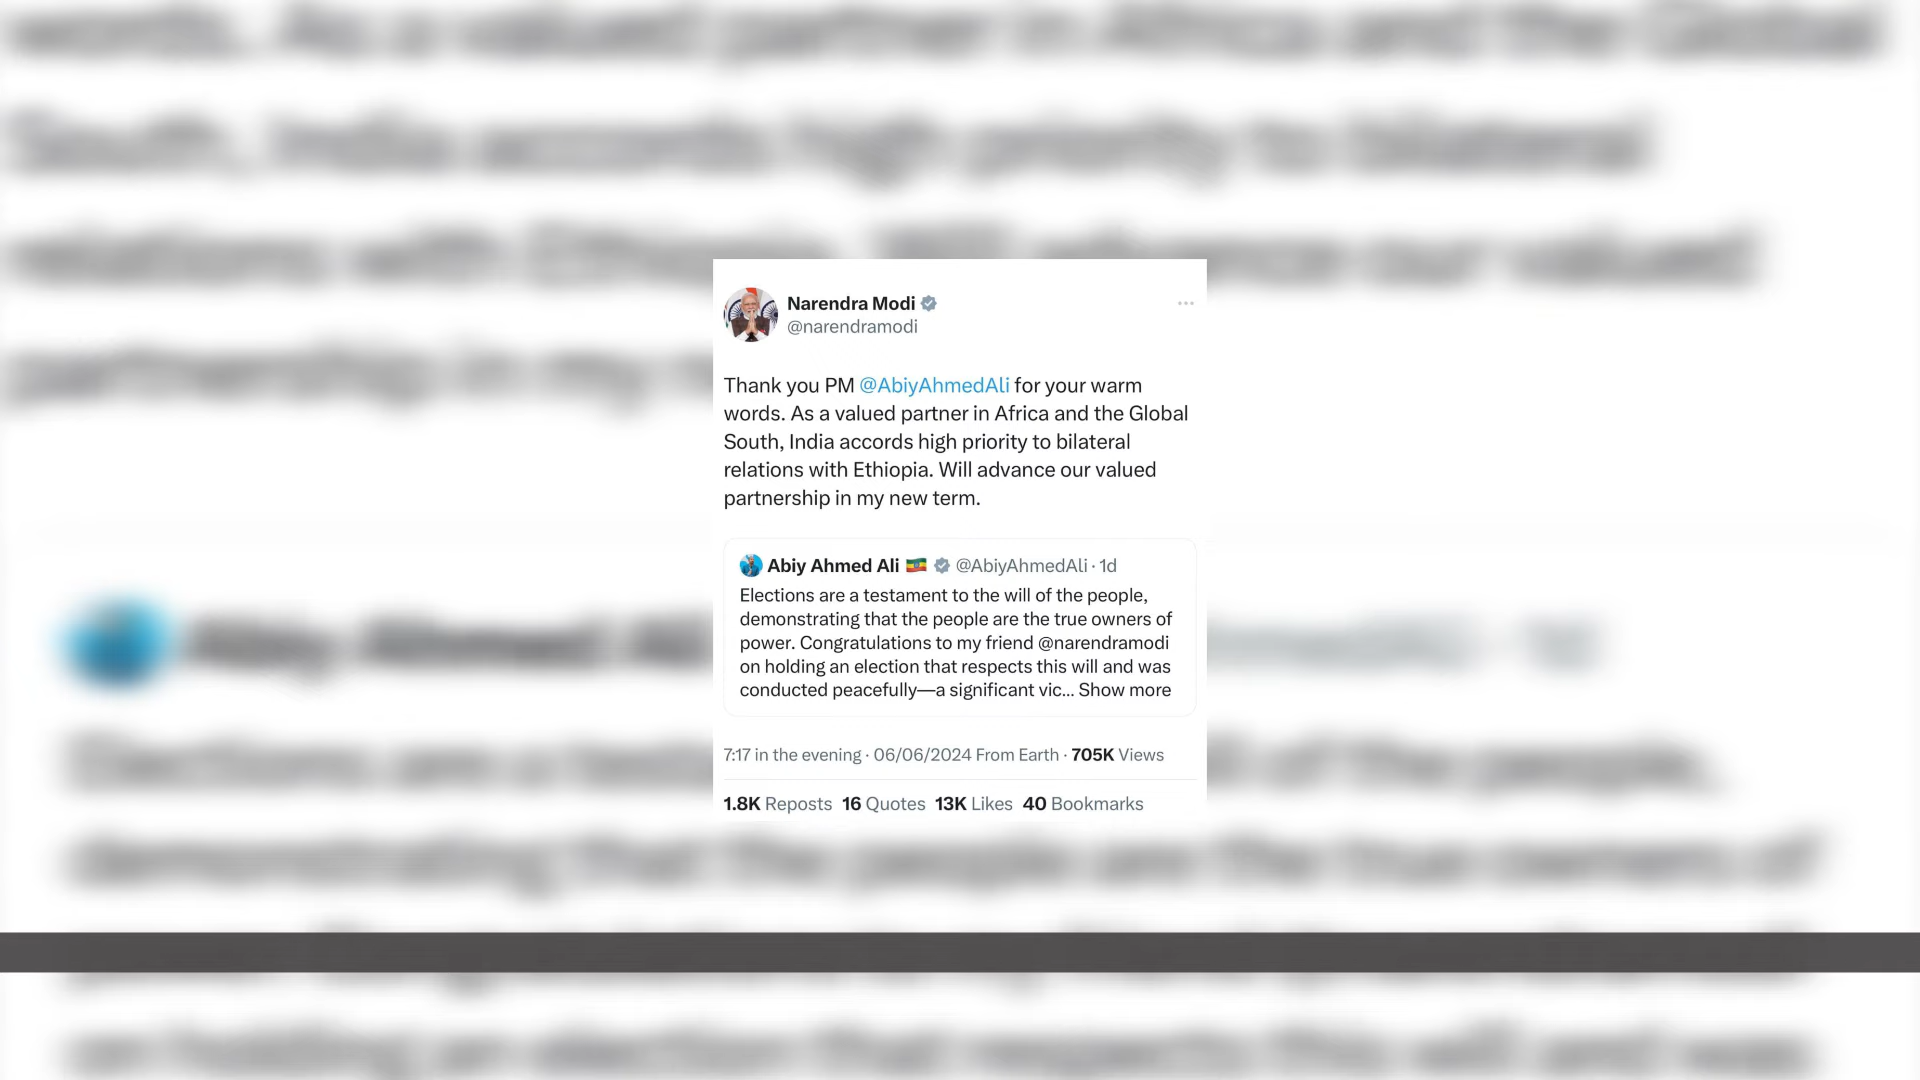 Narendra Modi
@narendramodi
Thank you PM @AbiyAhmedAli for your warm
words. As a valued partner in Africa and the Global
South, India accords high priority to bilateral
relations with Ethiopia. Will advance our valued
partnership in my new term.
Abiy Ahmed Ali 🇪🇹 @AbiyAhmedAli · 1d
Elections are a testament to the will of the people,
demonstrating that the people are the true owners of
power. Congratulations to my friend @narendramodi
on holding an election that respects this will and was
conducted peacefully—a significant vic... Show more
7:17 in the evening · 06/06/2024 From Earth · 705K Views
1.8K Reposts 16 Quotes 13K Likes 40 Bookmarks